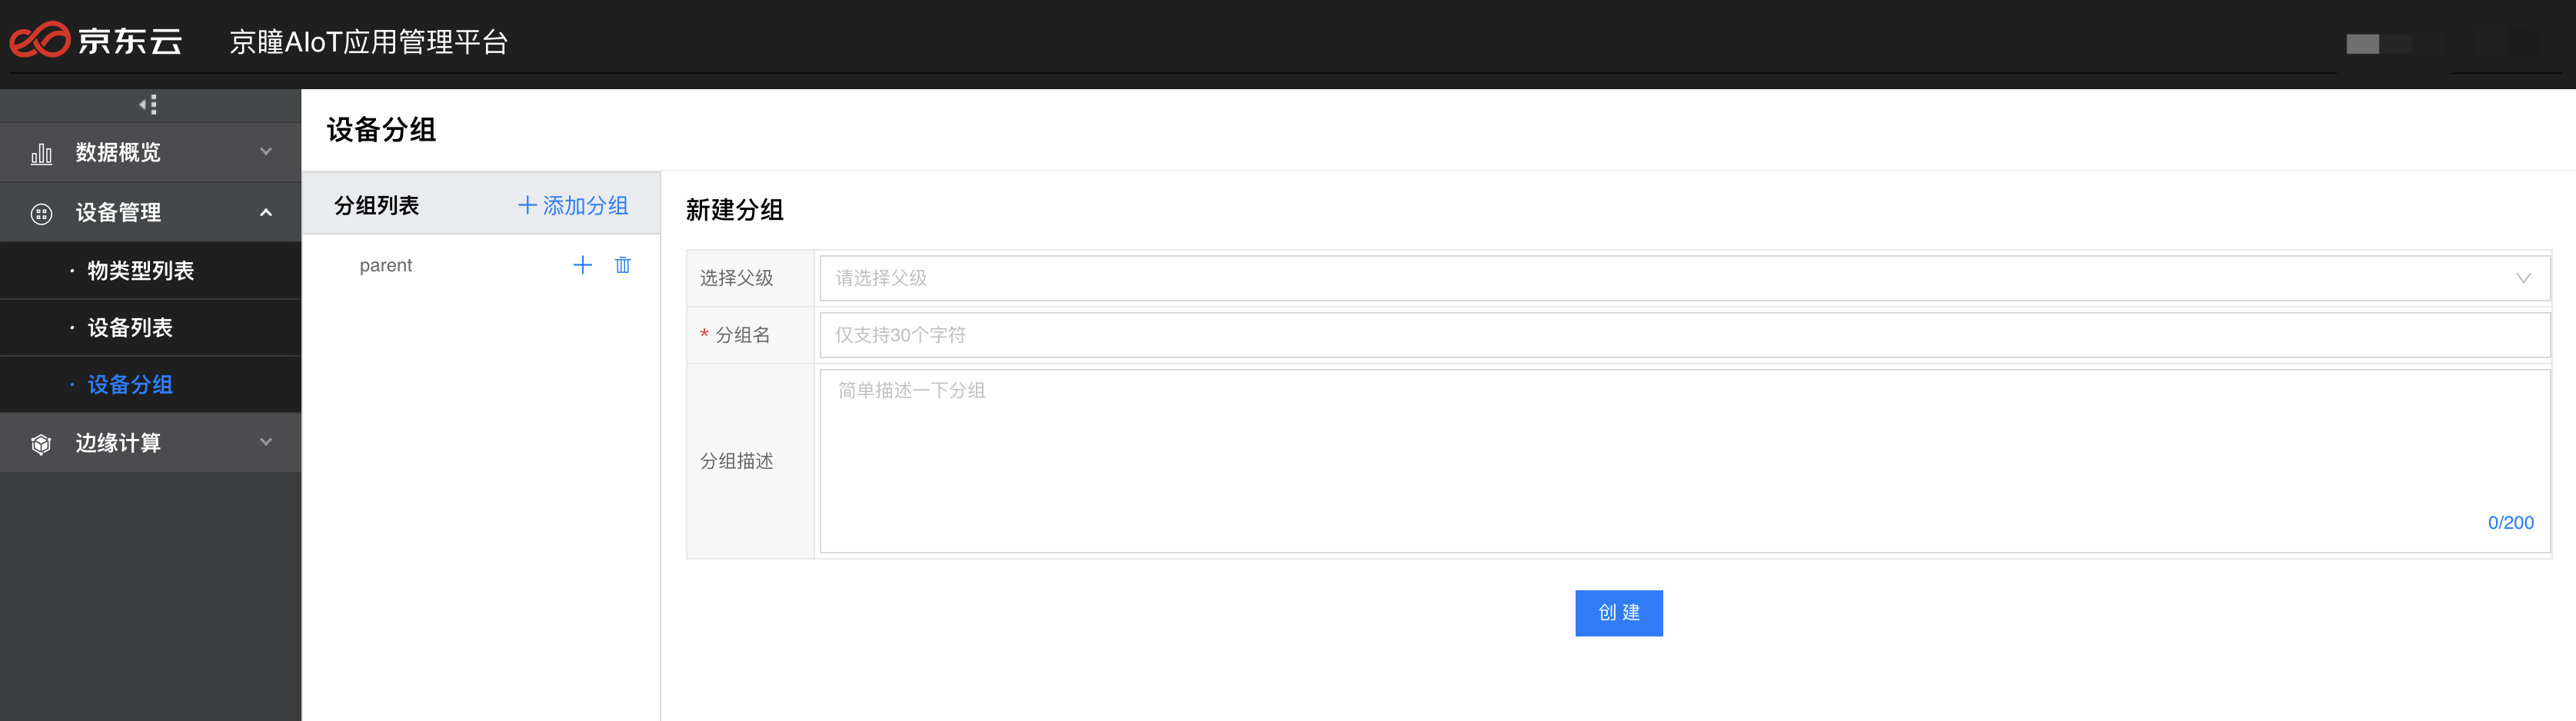 京东云 京瞳AIoT应用管理平台
数据概览
设备管理
· 物类型列表
· 设备列表
· 设备分组
边缘计算
设备分组
分组列表 添加分组
parent
新建分组
选择父级 请选择父级
* 分组名 仅支持30个字符
分组描述 简单描述一下分组
0/200
创 建